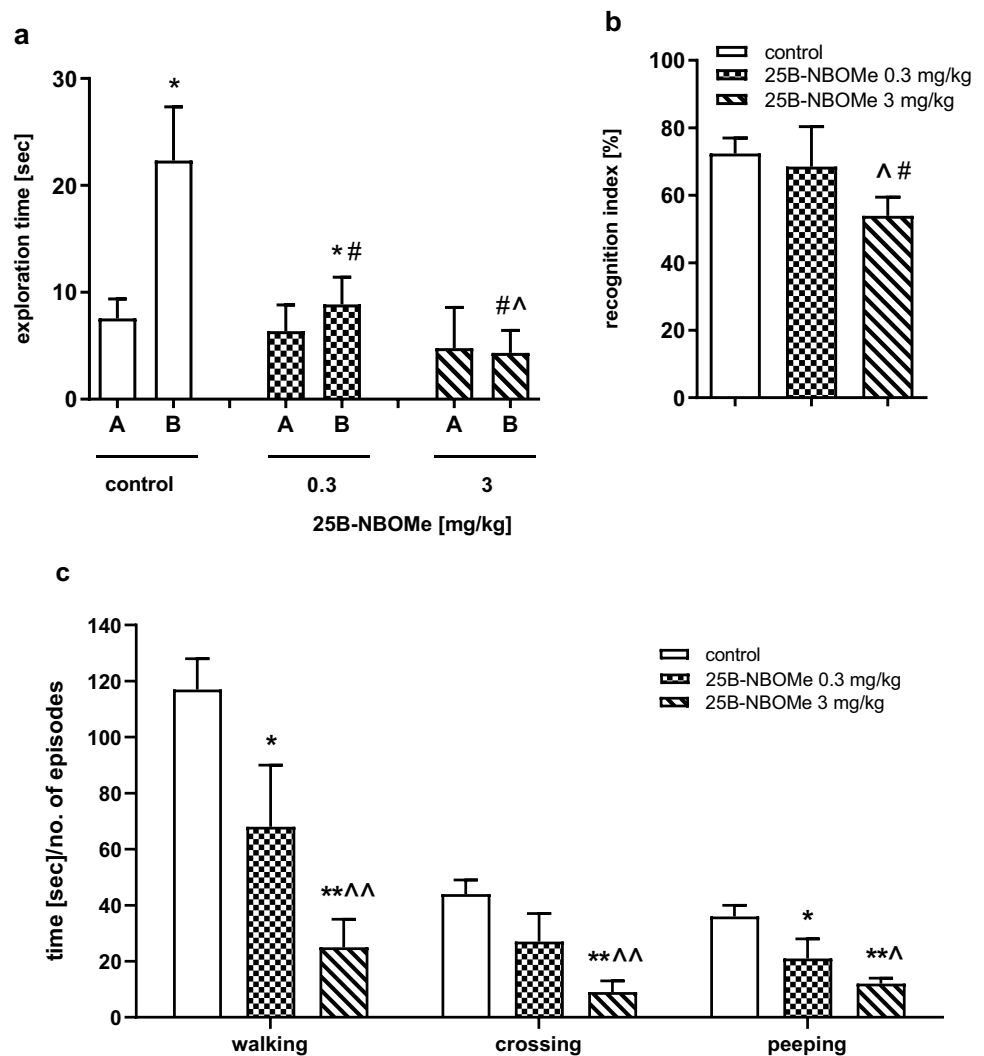 a
exploration time [sec]
30
20
10
0
*
* #
#^
A B A B A B
control 0.3 3
25B-NBOMe [mg/kg]
b
control
25B-NBOMe 0.3 mg/kg
25B-NBOMe 3 mg/kg
recognition index [%]
100
80
60
40
20
0
^ #
c
time [sec]/no. of episodes
140
120
100
80
60
40
20
0
control
25B-NBOMe 0.3 mg/kg
25B-NBOMe 3 mg/kg
*
**^^
**^^
*
**^
walking crossing peeping